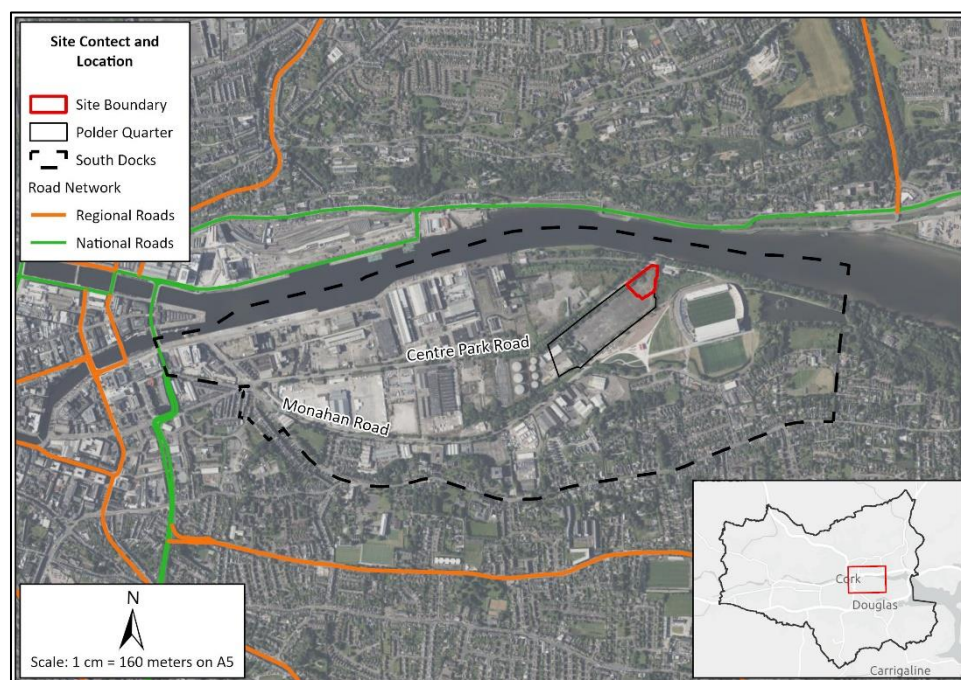 Site Contect and
Location
Site Boundary
Polder Quarter
South Docks
Road Network
Regional Roads
National Roads
Centre Park Road
Monahan Road
N
Scale: 1 cm = 160 meters on A5
Cork
Douglas
Carrigaline